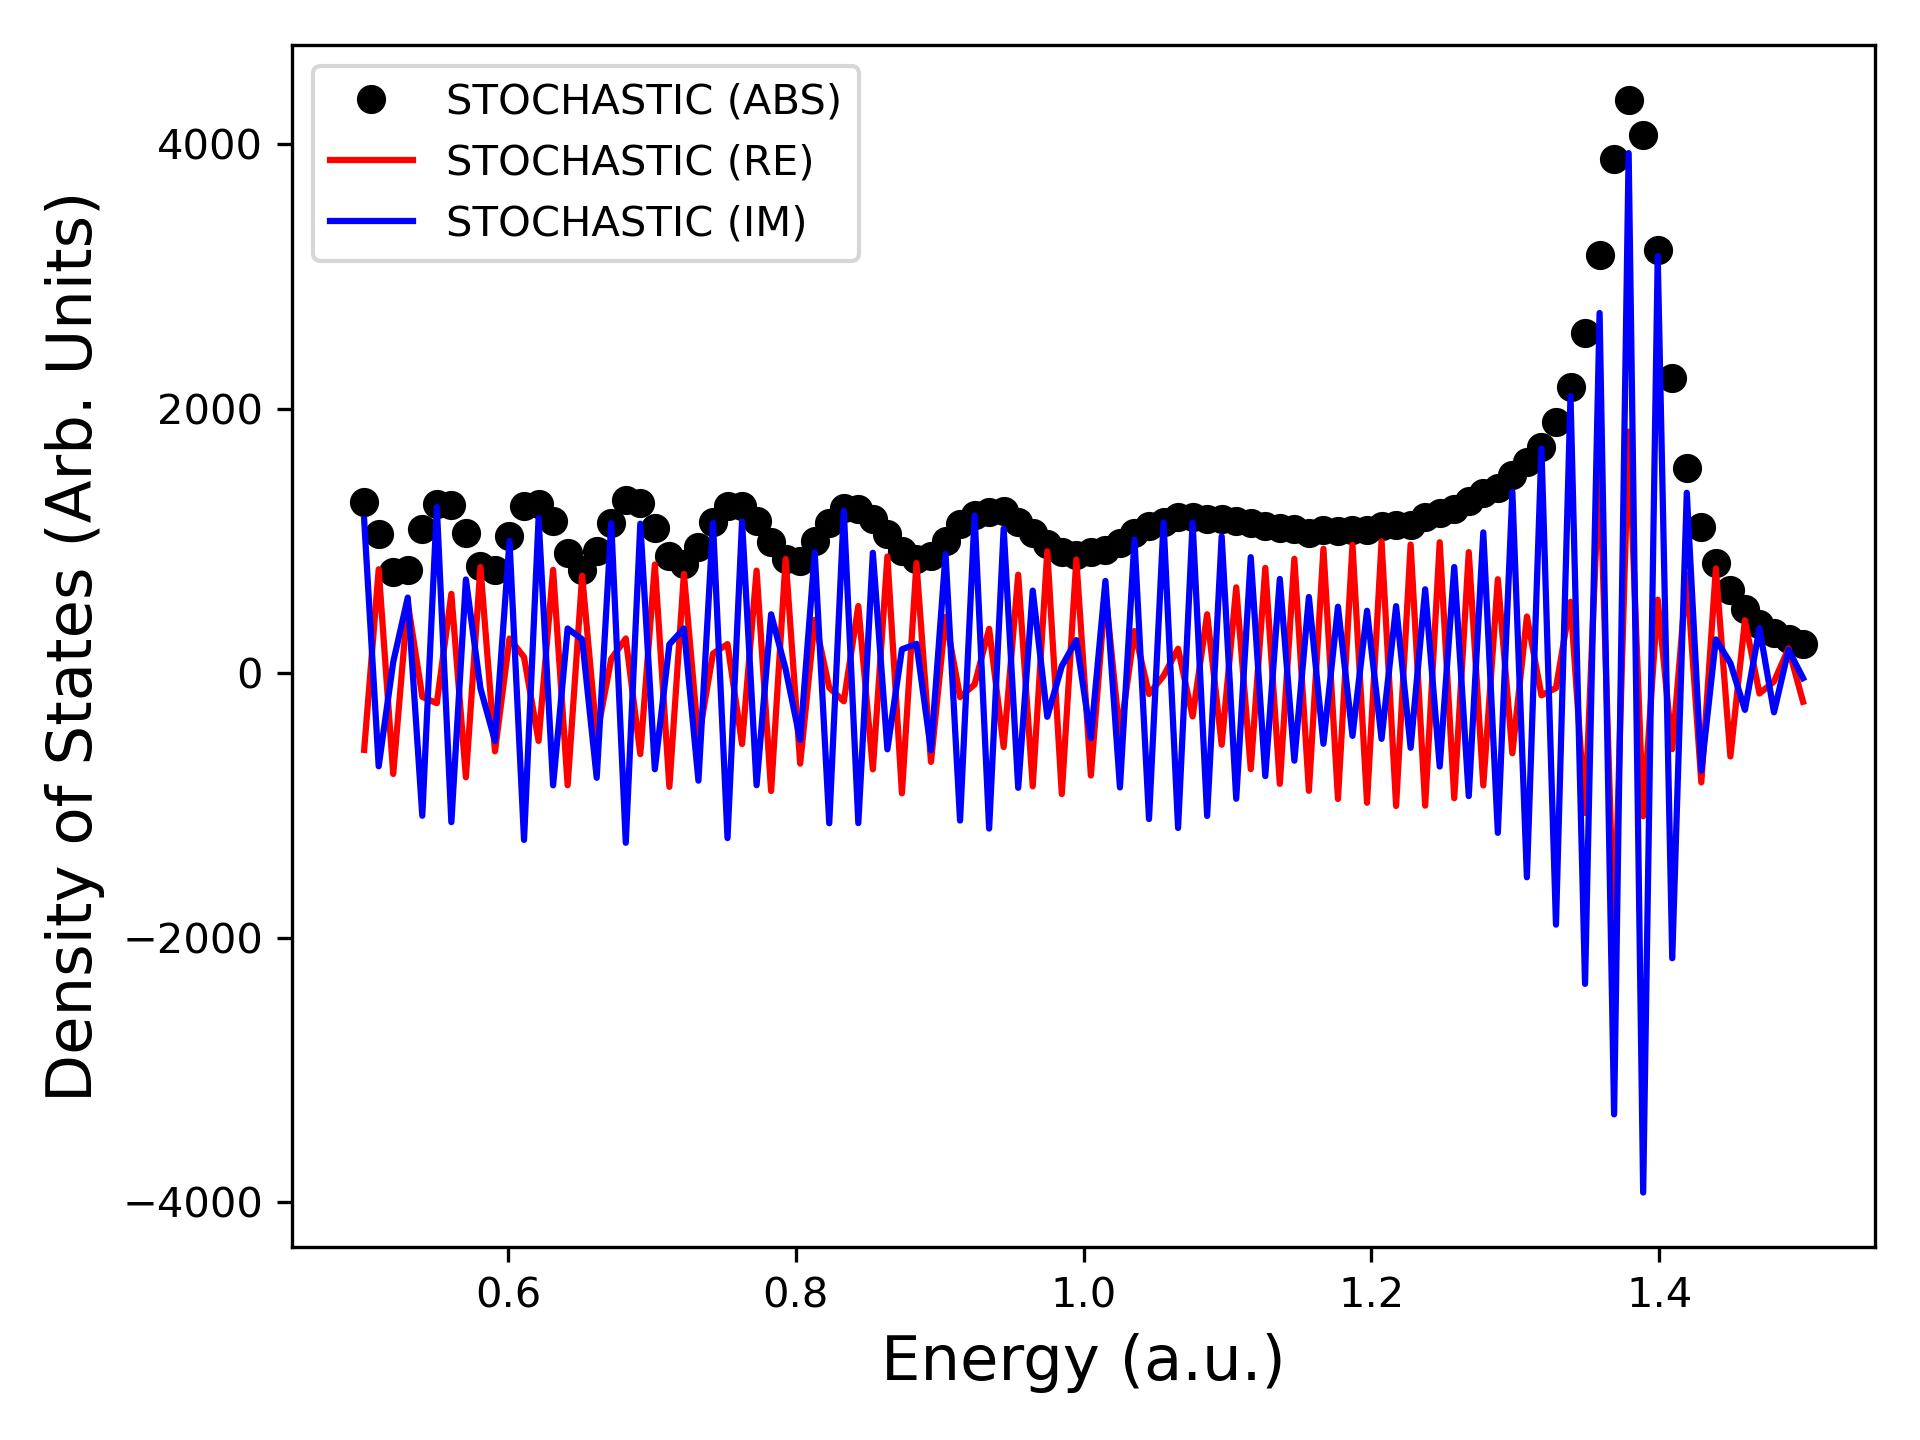 STOCHASTIC (ABS)
STOCHASTIC (RE)
STOCHASTIC (IM)
4000
2000
0
−2000
−4000
Density of States (Arb. Units)
0.6 0.8 1.0 1.2 1.4
Energy (a.u.)